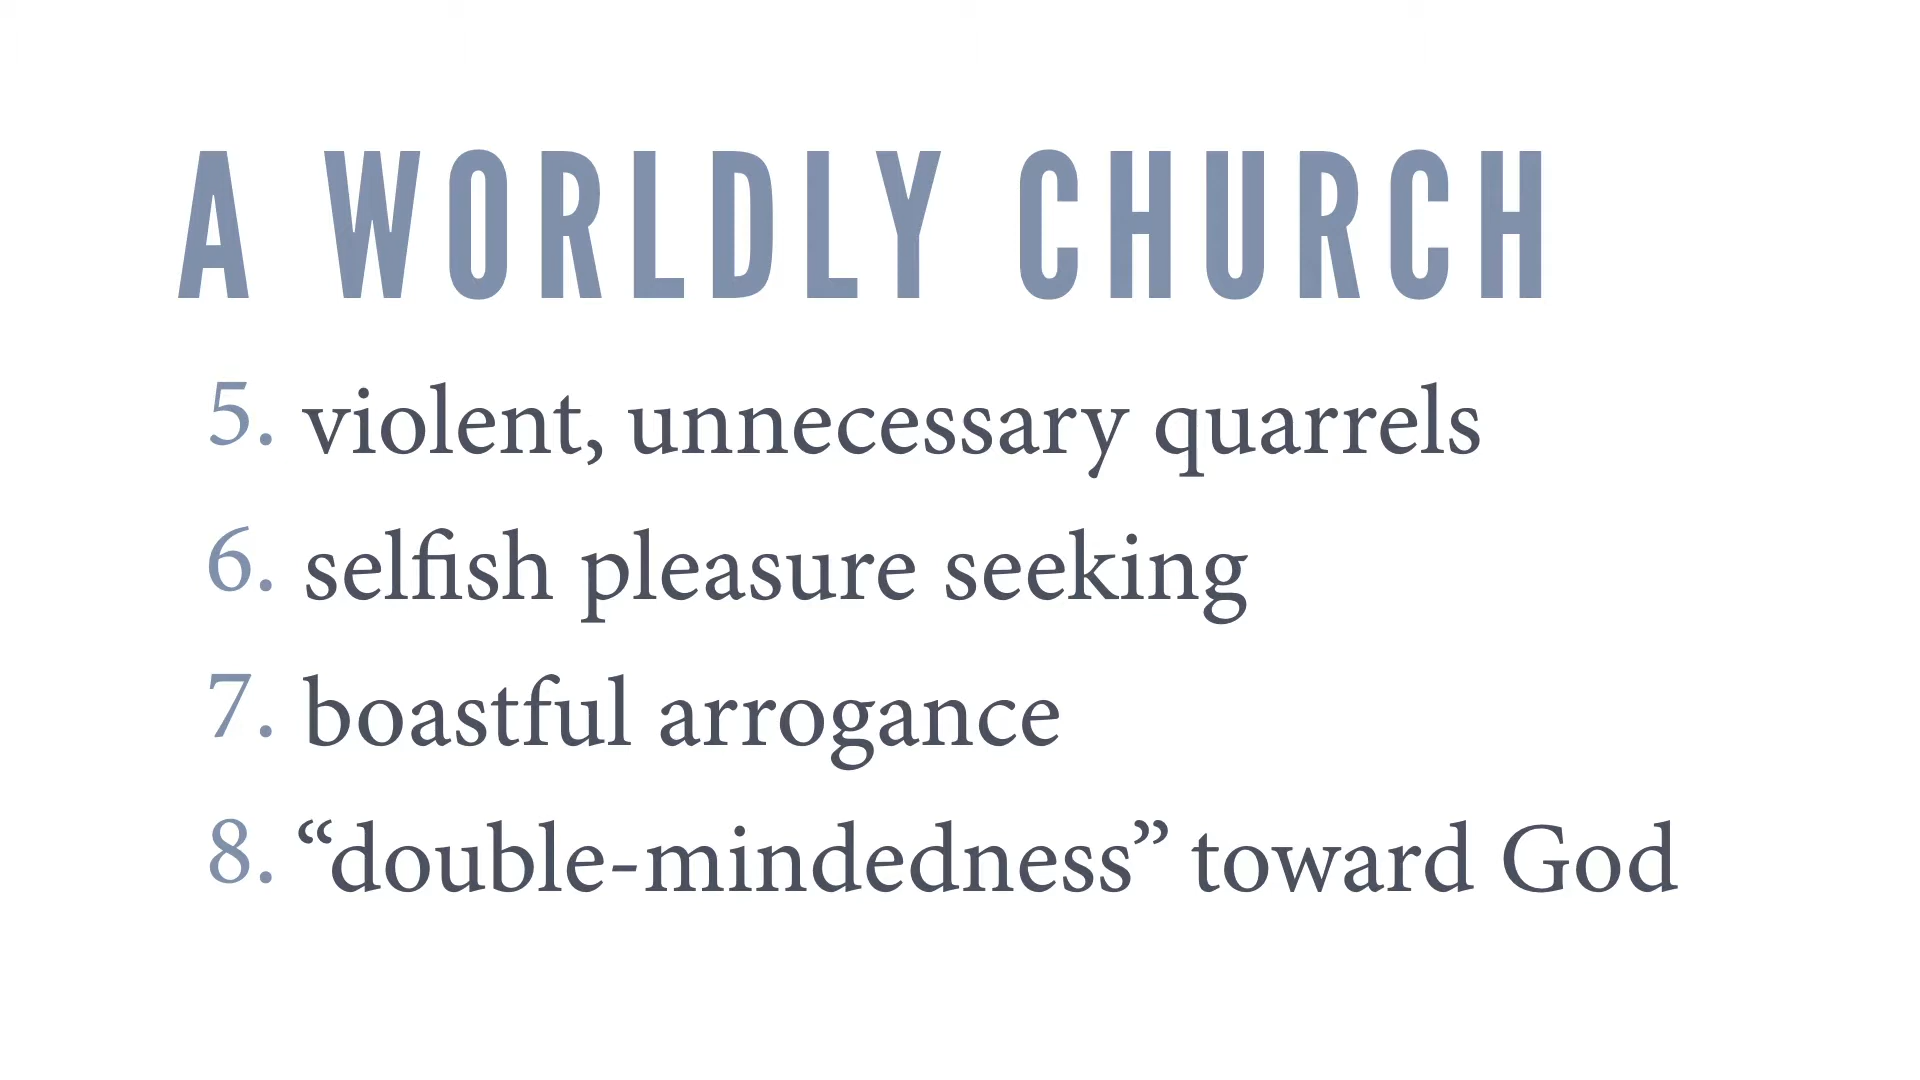 A WORLDLY CHURCH
5. violent, unnecessary quarrels
6. selfish pleasure seeking
7. boastful arrogance
8. “double-mindedness” toward God